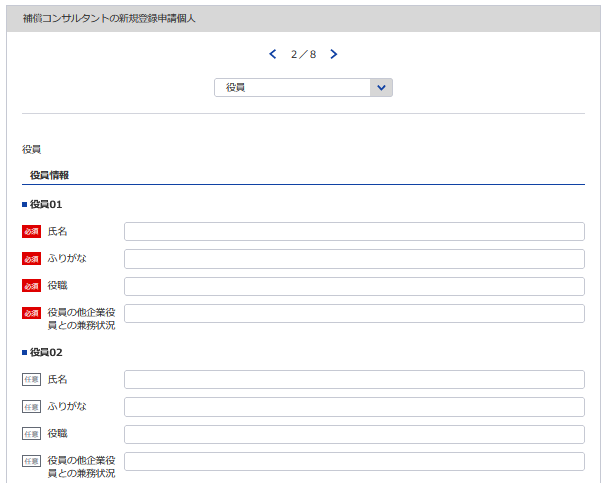 補償コンサルタントの新規登録申請個人
2／8
役員
役員
役員情報
役員01
必須 氏名
必須 ふりがな
必須 役職
必須 役員の他企業役
員との兼務状況
役員02
任意 氏名
任意 ふりがな
任意 役職
任意 役員の他企業役
員との兼務状況